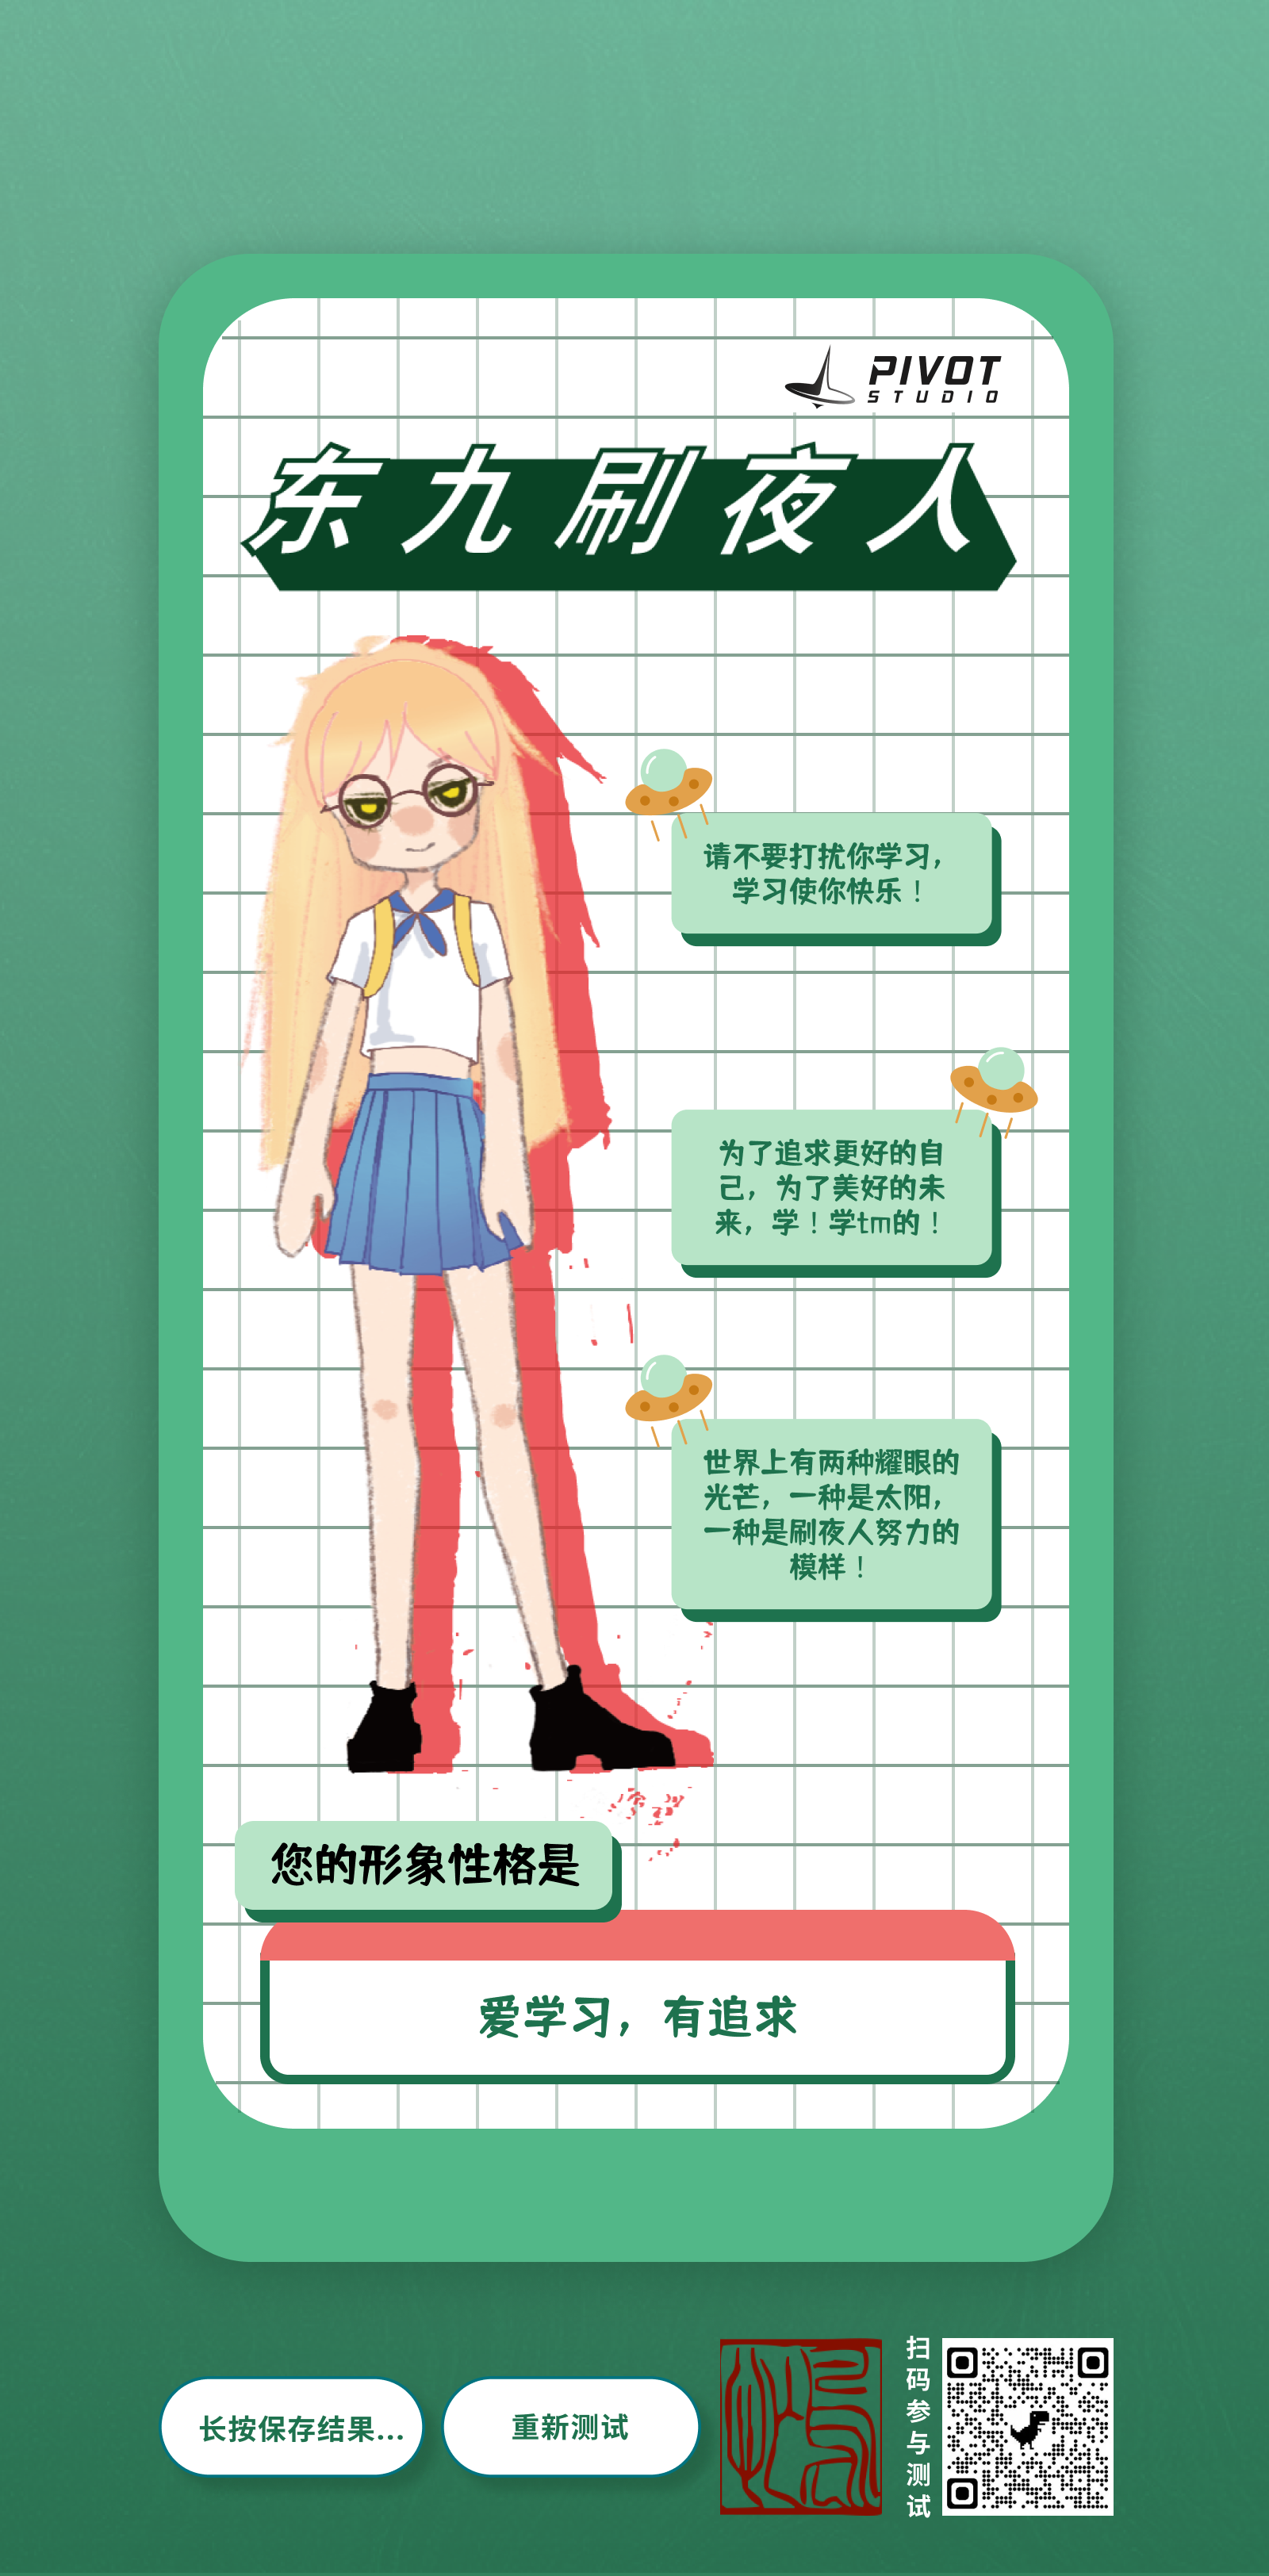 PIVOT
STUDIO
东九刷夜人
请不要打扰你学习，
学习使你快乐！
为了追求更好的自
己，为了美好的未
来，学！学tm的！
世界上有两种耀眼的
光芒，一种是太阳，
一种是刷夜人努力的
模样！
您的形象性格是
爱学习，有追求
长按保存结果...
重新测试
扫码参与测试